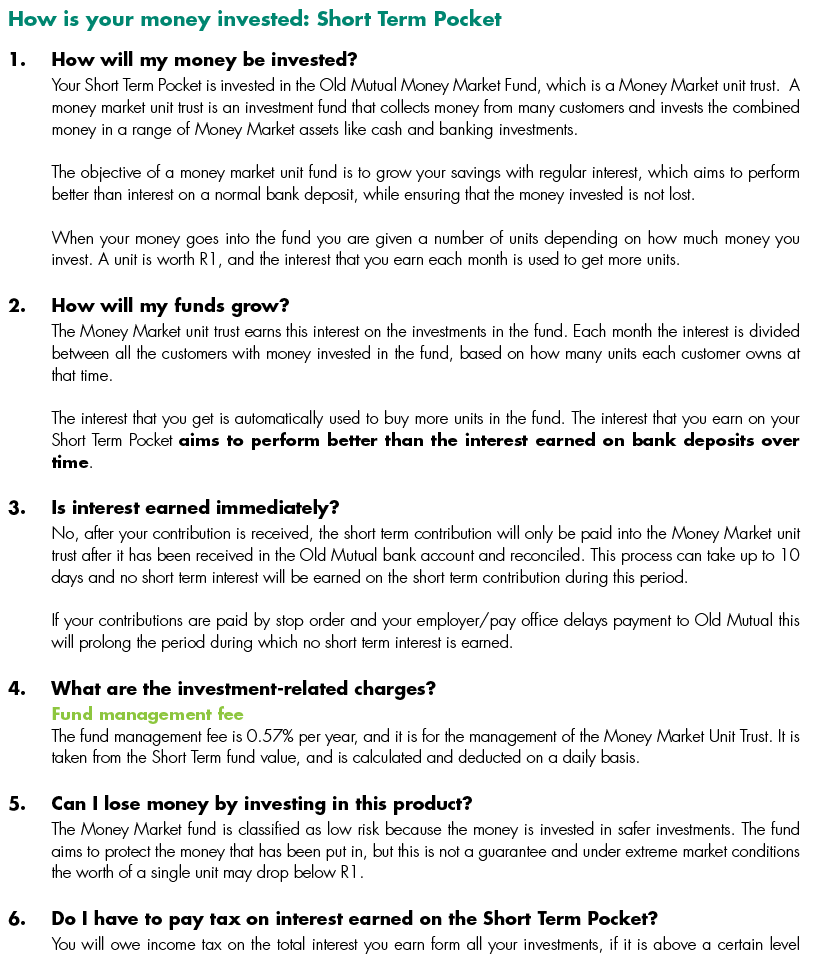 How is your money invested: Short Term Pocket
1. How will my money be invested?
Your Short Term Pocket is invested in the Old Mutual Money Market Fund, which is a Money Market unit trust. A
money market unit trust is an investment fund that collects money from many customers and invests the combined
money in a range of Money Market assets like cash and banking investments.
The objective of a money market unit fund is to grow your savings with regular interest, which aims to perform
better than interest on a normal bank deposit, while ensuring that the money invested is not lost.
When your money goes into the fund you are given a number of units depending on how much money you
invest. A unit is worth R1, and the interest that you earn each month is used to get more units.
2. How will my funds grow?
The Money Market unit trust earns this interest on the investments in the fund. Each month the interest is divided
between all the customers with money invested in the fund, based on how many units each customer owns at
that time.
The interest that you get is automatically used to buy more units in the fund. The interest that you earn on your
Short Term Pocket aims to perform better than the interest earned on bank deposits over
time.
3. Is interest earned immediately?
No, after your contribution is received, the short term contribution will only be paid into the Money Market unit
trust after it has been received in the Old Mutual bank account and reconciled. This process can take up to 10
days and no short term interest will be earned on the short term contribution during this period.
If your contributions are paid by stop order and your employer/pay office delays payment to Old Mutual this
will prolong the period during which no short term interest is earned.
4. What are the investment-related charges?
Fund management fee
The fund management fee is 0.57% per year, and it is for the management of the Money Market Unit Trust. It is
taken from the Short Term fund value, and is calculated and deducted on a daily basis.
5. Can I lose money by investing in this product?
The Money Market fund is classified as low risk because the money is invested in safer investments. The fund
aims to protect the money that has been put in, but this is not a guarantee and under extreme market conditions
the worth of a single unit may drop below R1.
6. Do I have to pay tax on interest earned on the Short Term Pocket?
You will owe income tax on the total interest you earn form all your investments, if it is above a certain level